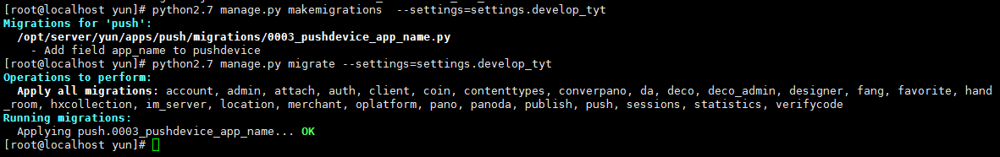 [root@localhost yun]# python2.7 manage.py makemigrations  --settings=settings.develop_tyt
Migrations for 'push':
  /opt/server/yun/apps/push/migrations/0003_pushdevice_app_name.py
    - Add field app_name to pushdevice
[root@localhost yun]# python2.7 manage.py migrate --settings=settings.develop_tyt
Operations to perform:
  Apply all migrations: account, admin, attach, auth, client, coin, contenttypes, converpano, da, deco, deco_admin, designer, fang, favorite, hand
_room, hxcollection, im_server, location, merchant, oplatform, pano, panoda, publish, push, sessions, statistics, verifycode
Running migrations:
  Applying push.0003_pushdevice_app_name... OK
[root@localhost yun]#